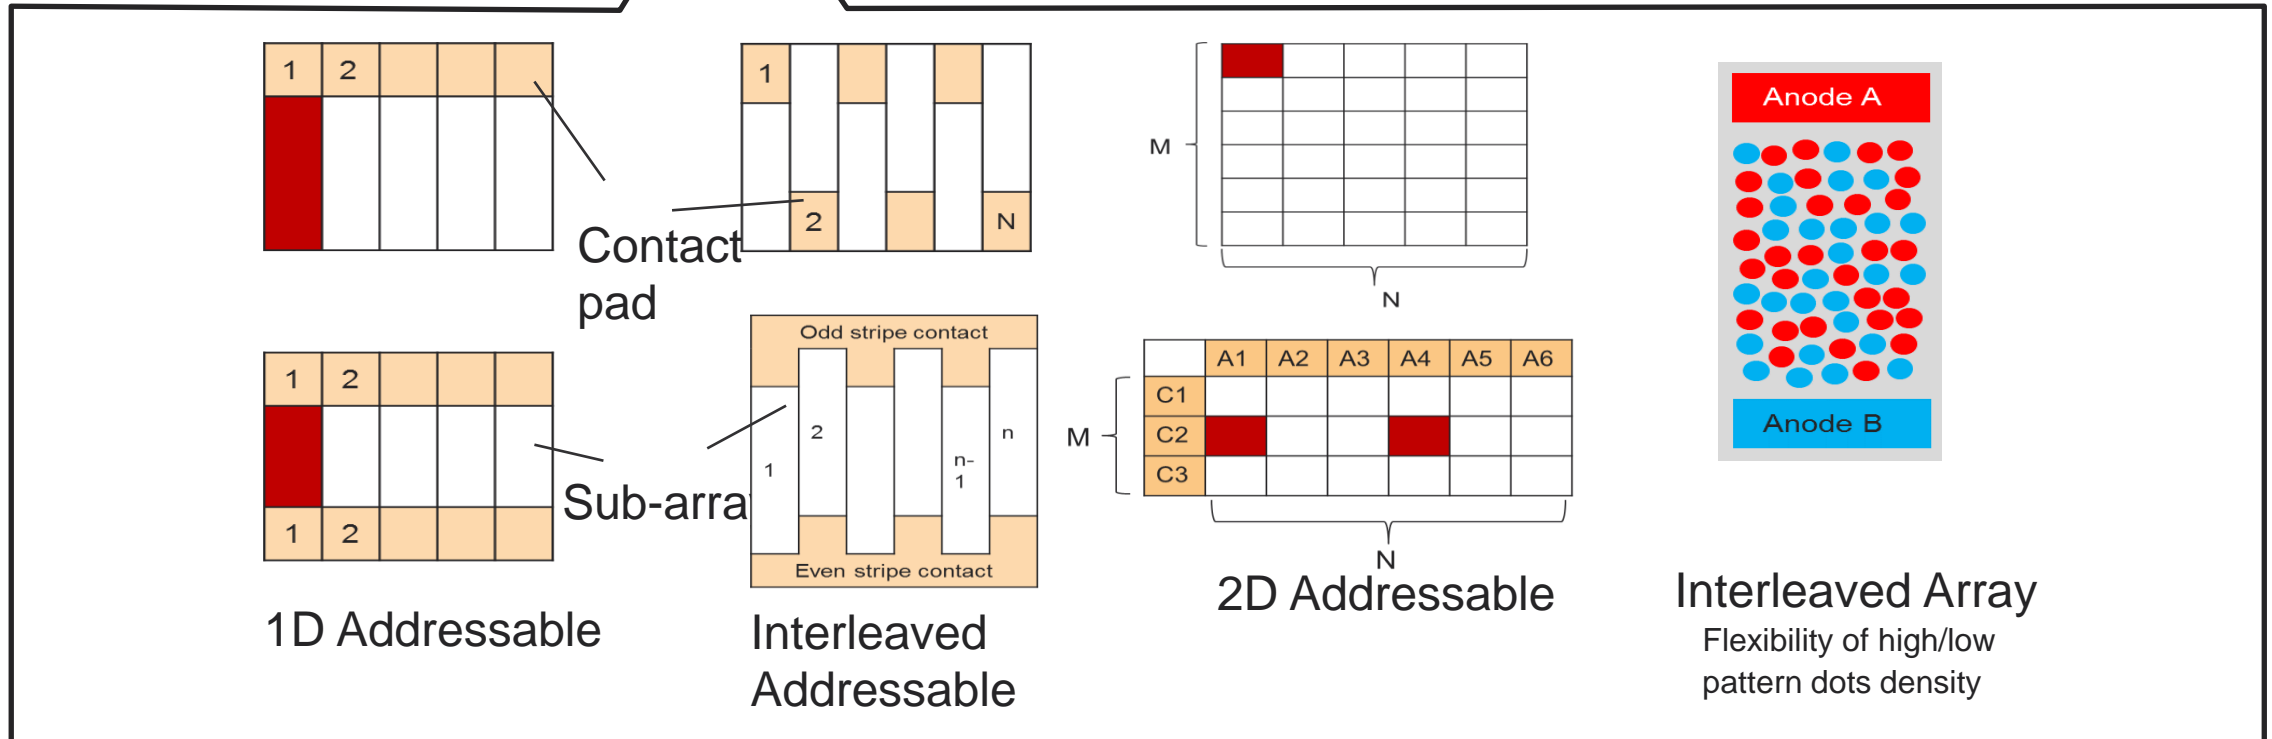 1 2
Contact
pad
1 2
1 2
Sub-arra
1D Addressable
1
2 N
Odd stripe contact
2 n
1 n-
1
Even stripe contact
Interleaved
Addressable
M
N
A1 A2 A3 A4 A5 A6
C1
M C2
C3
N
2D Addressable
Anode A
Anode B
Interleaved Array
Flexibility of high/low
pattern dots density